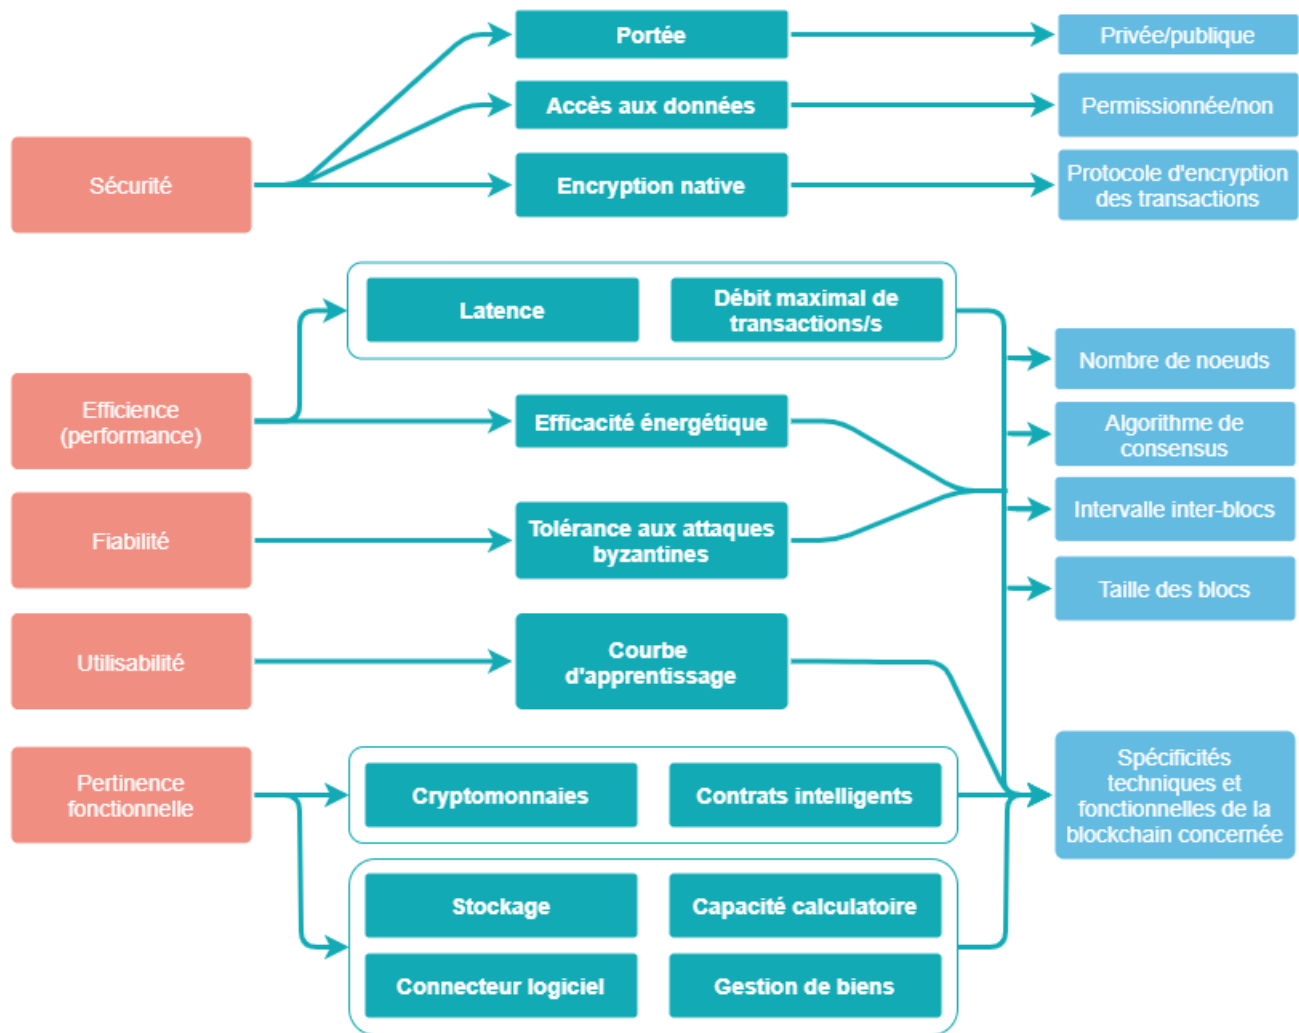 Portée
Privée/publique
Accès aux données
Permissionnée/non
Sécurité
Encryption native
Protocole d'encryption
des transactions
Latence
Débit maximal de
transactions/s
Nombre de noeuds
Efficience
(performance)
Efficacité énergétique
Algorithme de
consensus
Intervalle inter-blocs
Fiabilité
Tolérance aux attaques
byzantines
Taille des blocs
Utilisabilité
Courbe
d'apprentissage
Pertinence
fonctionnelle
Cryptomonnaies
Contrats intelligents
Spécificités
techniques et
fonctionnelles de la
blockchain concernée
Stockage
Capacité calculatoire
Connecteur logiciel
Gestion de biens